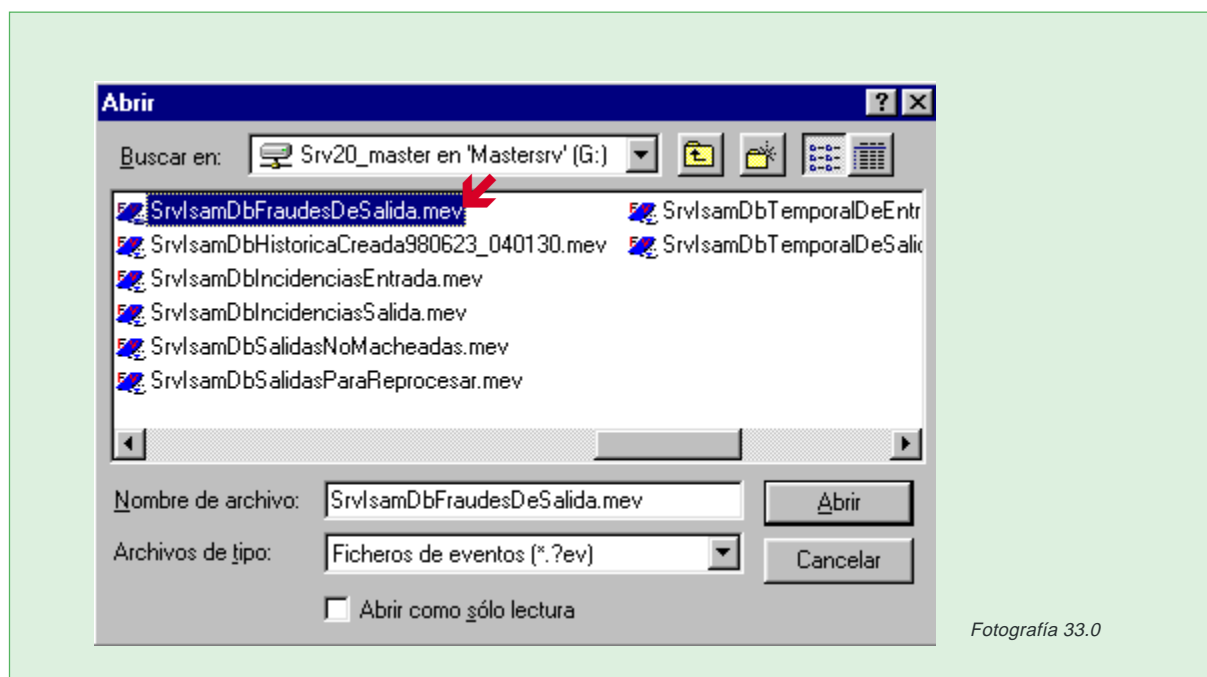 Abrir
Buscar en: Srv20_master en 'Mastersrv' (G:)
SrvIsamDbFraudesDeSalida.mev
SrvIsamDbHistoricaCreada980623_040130.mev
SrvIsamDbIncidenciasEntrada.mev
SrvIsamDbIncidenciasSalida.mev
SrvIsamDbSalidasNoMacheadas.mev
SrvIsamDbSalidasParaReprocesar.mev
SrvIsamDbTemporalDeEntr
SrvIsamDbTemporalDeSalid
Nombre de archivo: SrvIsamDbFraudesDeSalida.mev
Abrir
Archivos de tipo: Ficheros de eventos (*.?ev)
Cancelar
Abrir como sólo lectura
Fotografía 33.0